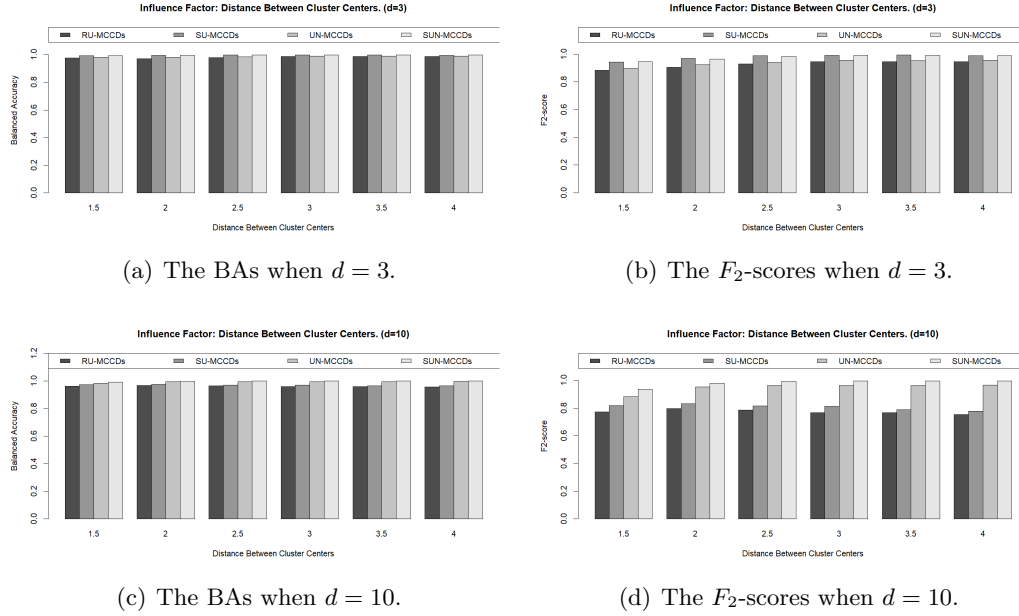 Influence Factor: Distance Between Cluster Centers. (d=3)
RU-MCCDs SU-MCCDs UN-MCCDs SUN-MCCDs
Balanced Accuracy
1.0
0.8
0.6
0.4
0.2
0.0
1.5 2 2.5 3 3.5 4
Distance Between Cluster Centers
(a) The BAs when d = 3.
Influence Factor: Distance Between Cluster Centers. (d=3)
RU-MCCDs SU-MCCDs UN-MCCDs SUN-MCCDs
F2-score
1.0
0.8
0.6
0.4
0.2
0.0
1.5 2 2.5 3 3.5 4
Distance Between Cluster Centers
(b) The F₂-scores when d = 3.
Influence Factor: Distance Between Cluster Centers. (d=10)
RU-MCCDs SU-MCCDs UN-MCCDs SUN-MCCDs
Balanced Accuracy
1.2
1.0
0.8
0.6
0.4
0.2
0.0
1.5 2 2.5 3 3.5 4
Distance Between Cluster Centers
(c) The BAs when d = 10.
Influence Factor: Distance Between Cluster Centers. (d=10)
RU-MCCDs SU-MCCDs UN-MCCDs SUN-MCCDs
F2-score
1.0
0.8
0.6
0.4
0.2
0.0
1.5 2 2.5 3 3.5 4
Distance Between Cluster Centers
(d) The F₂-scores when d = 10.